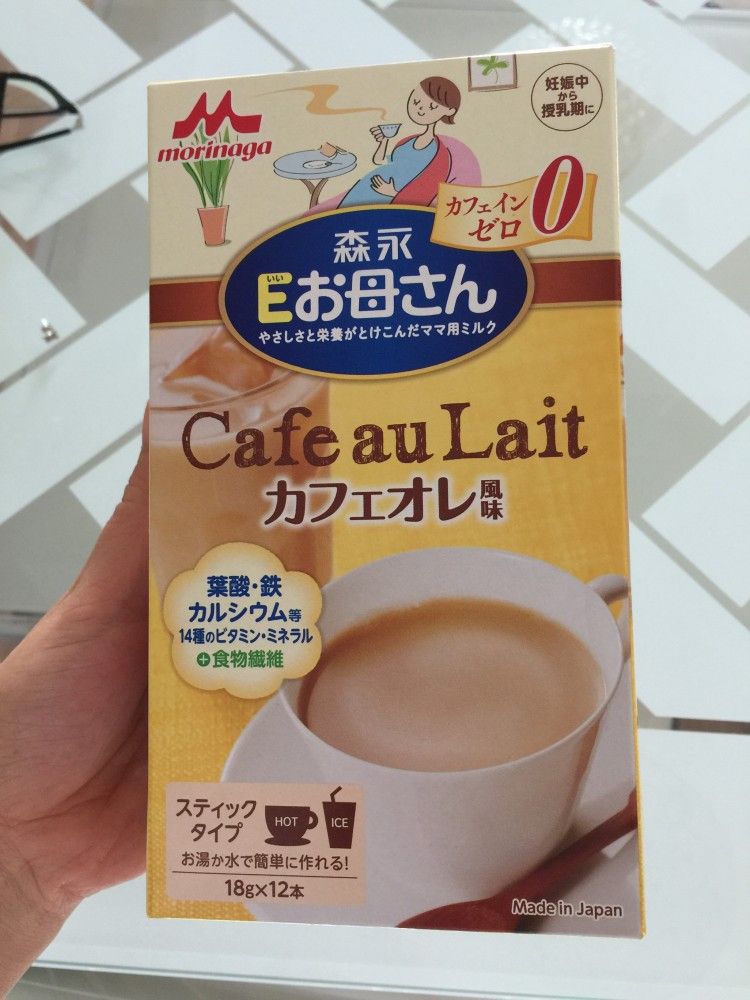 morinaga
妊娠中
から
授乳期に
カフェイン
ゼロ
0
森永
いい
Eお母さん
やさしさと栄養がとけこんだママ用ミルク
Cafe au Lait
カフェオレ風味
葉酸・鉄
カルシウム等
14種のビタミン・ミネラル
+食物繊維
スティック
タイプ
HOT
ICE
お湯か水で簡単に作れる!
18g×12本
Made in Japan